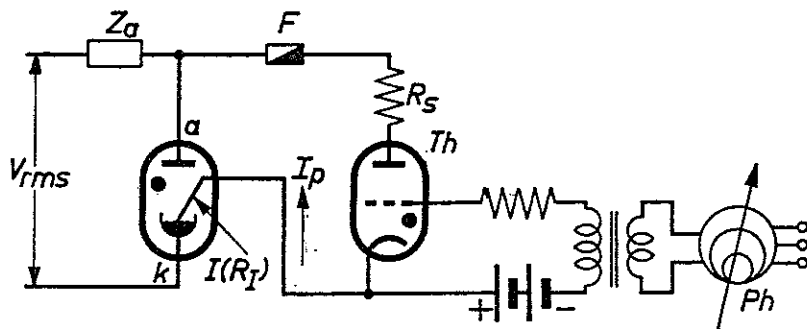 Za
F
Rs
a
Th
Vrms
Ip
k
I(RI)
+
-
Ph